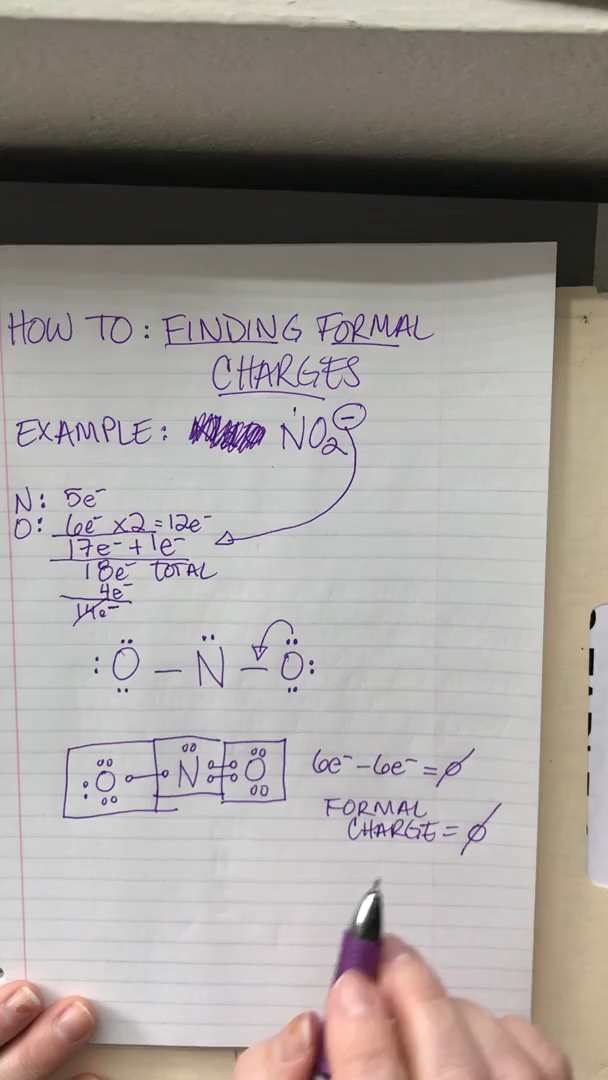 HOW TO: FINDING FORMAL
CHARGES
EXAMPLE: NO₂⁻
N: 5e⁻
O: 6e⁻ x2 = 12e⁻
17e⁻ + 1e⁻
18e⁻ TOTAL
4e⁻
14e⁻
:O – N – O:
:O – N = O
6e⁻ - 6e⁻ = ∅
FORMAL
CHARGE = ∅